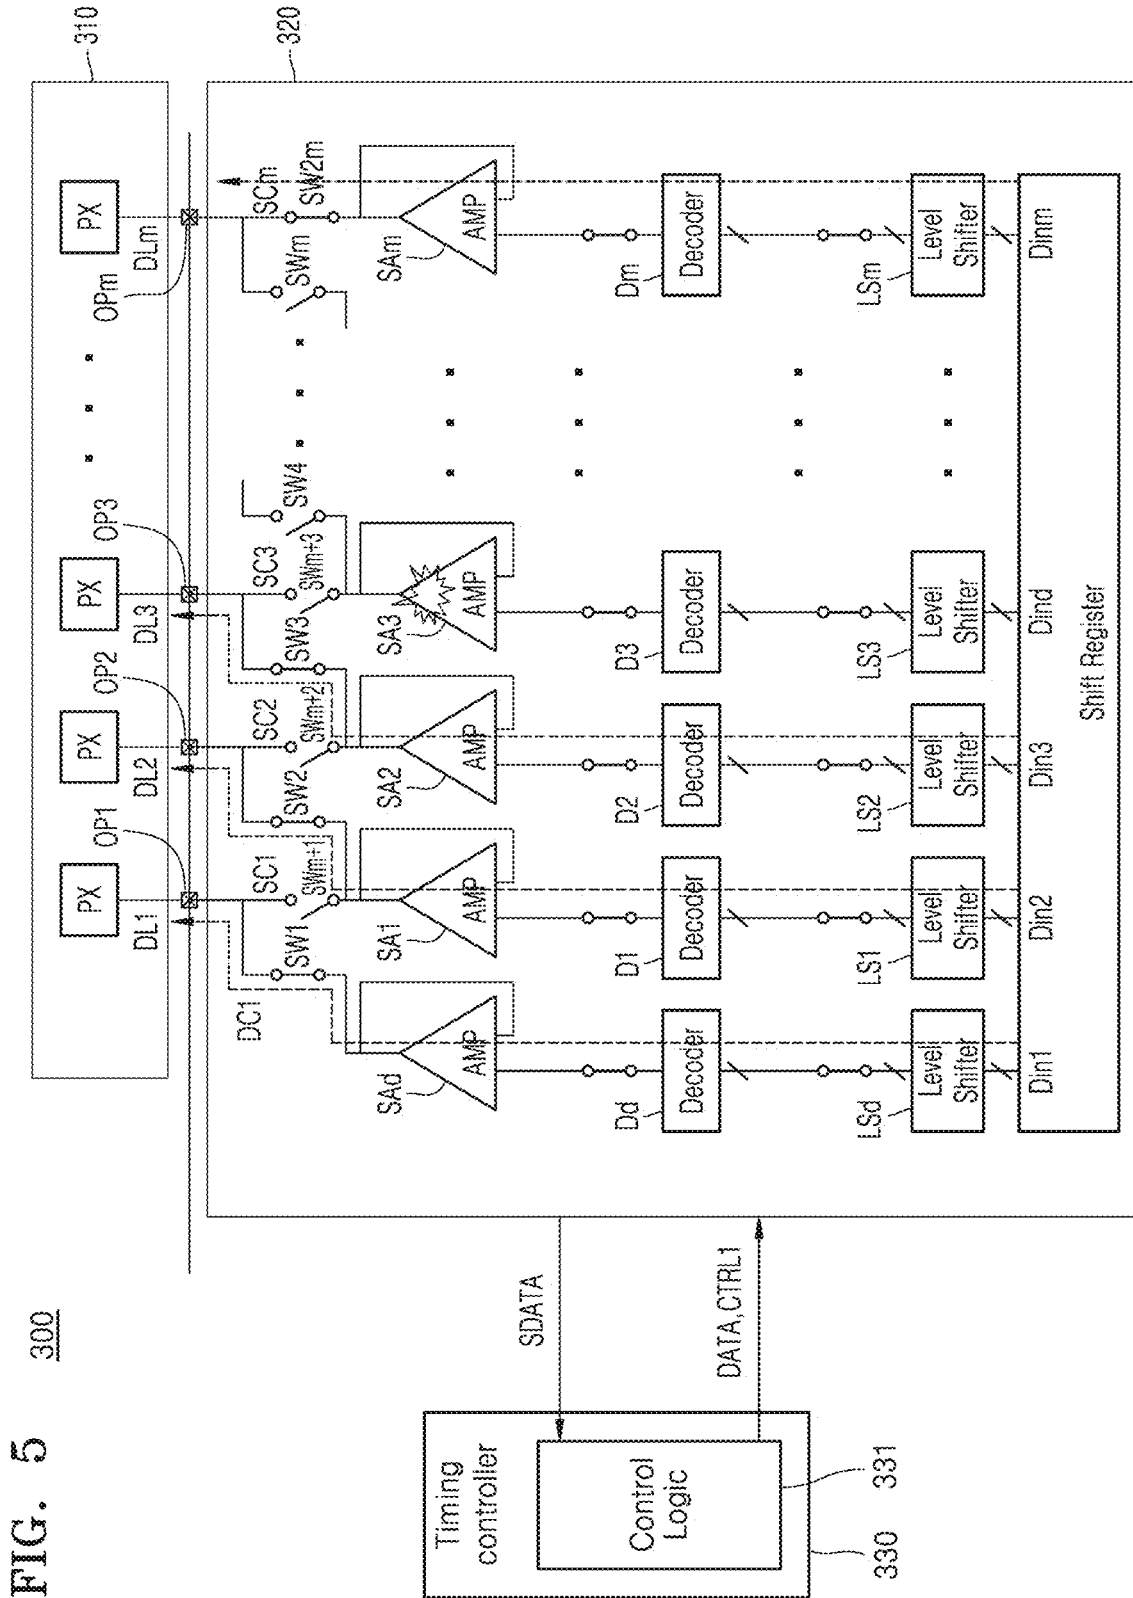 FIG. 5
300
310
PX
PX
PX
PX
DL1
OP1
DL2
OP2
DL3
OP3
DLm
OPm
320
DC1
SW1
SC1
SWm+1
SW2
SC2
SWm+2
SW3
SC3
SWm+3
SW4
SWm
SCm
SW2m
SAd
AMP
SA1
AMP
SA2
AMP
SA3
AMP
SAm
AMP
Dd
Decoder
D1
Decoder
D2
Decoder
D3
Decoder
Dm
Decoder
LSd
Level
Shifter
LS1
Level
Shifter
LS2
Level
Shifter
LS3
Level
Shifter
LSm
Level
Shifter
Din1
Din2
Din3
Dind
Dinm
Shift Register
SDATA
DATA,CTRL1
Timing
controller
Control
Logic
331
330